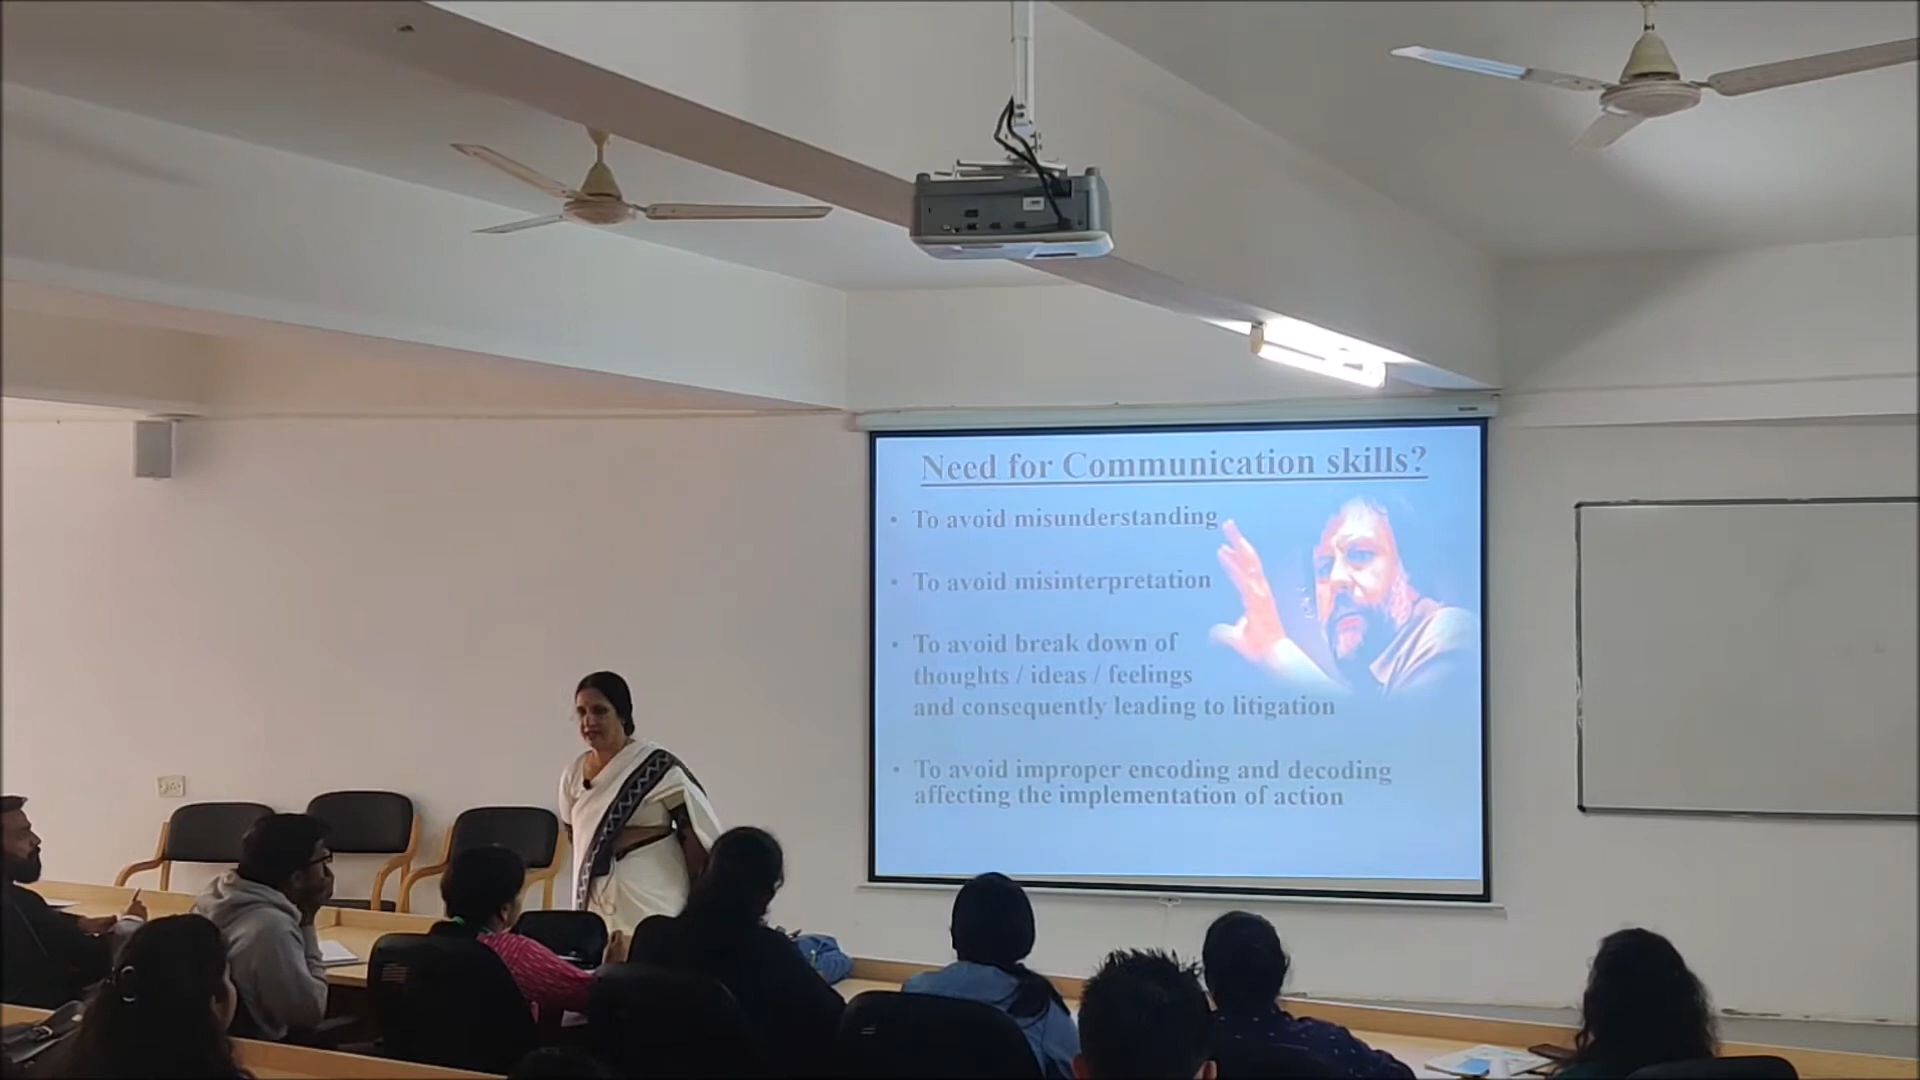 Need for Communication skills?
• To avoid misunderstanding
• To avoid misinterpretation
• To avoid break down of
thoughts / ideas / feelings
and consequently leading to litigation
• To avoid improper encoding and decoding
affecting the implementation of action